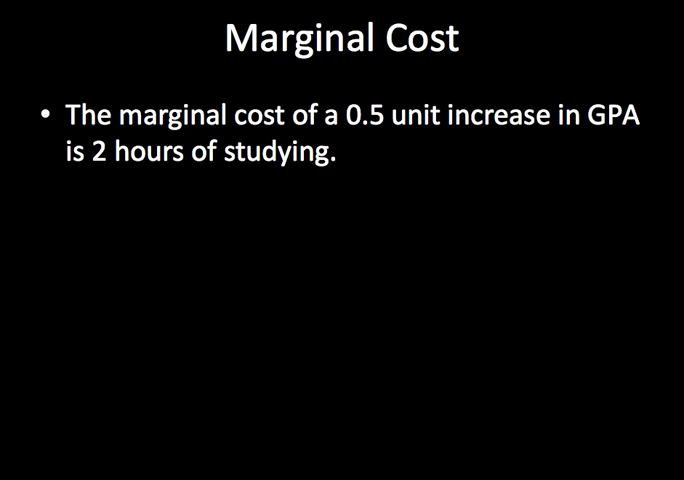 Marginal Cost
• The marginal cost of a 0.5 unit increase in GPA
is 2 hours of studying.